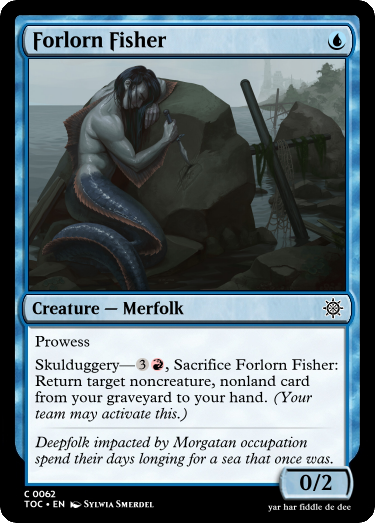 Forlorn Fisher
Creature — Merfolk
Prowess
Skulduggery—3R, Sacrifice Forlorn Fisher:
Return target noncreature, nonland card
from your graveyard to your hand. (Your
team may activate this.)
Deepfolk impacted by Morgatan occupation
spend their days longing for a sea that once was.
0/2
C 0062
TOC • EN Sylwia Smerdel
yar har fiddle de dee